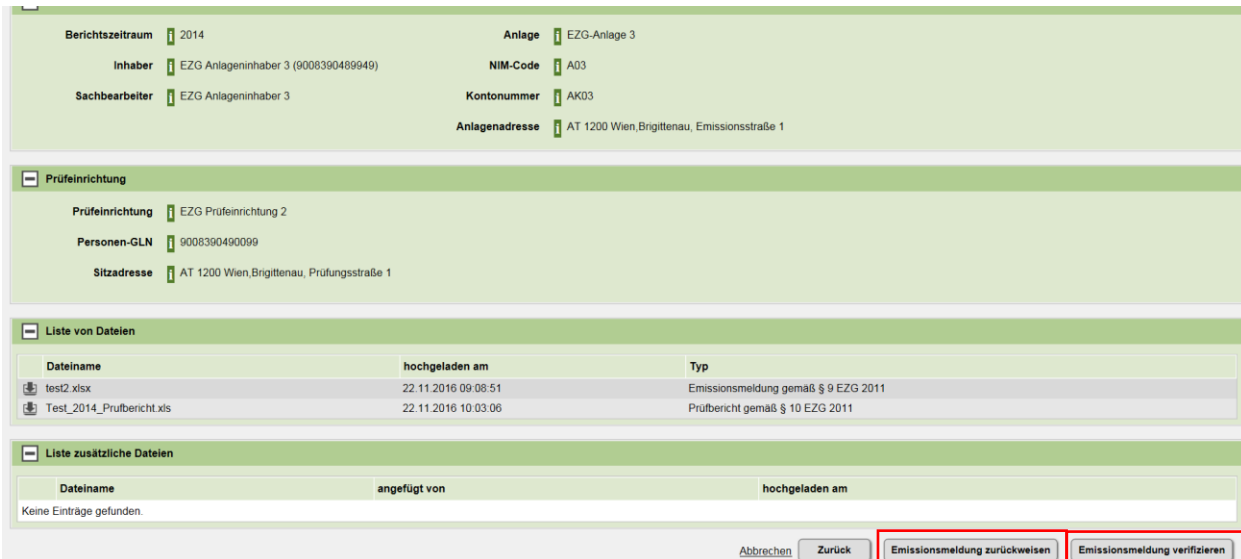 Berichtszeitraum 2014 Anlage EZG-Anlage 3
Inhaber EZG Anlageninhaber 3 (9008390489949) NIM-Code A03
Sachbearbeiter EZG Anlageninhaber 3 Kontonummer AK03
Anlagenadresse AT 1200 Wien,Brigittenau, Emissionsstraße 1
Prüfeinrichtung
Prüfeinrichtung EZG Prüfeinrichtung 2
Personen-GLN 9008390490099
Sitzadresse AT 1200 Wien,Brigittenau, Prüfungsstraße 1
Liste von Dateien
Dateiname hochgeladen am Typ
test2.xlsx 22.11.2016 09:08:51 Emissionsmeldung gemäß § 9 EZG 2011
Test_2014_Prufbericht.xls 22.11.2016 10:03:06 Prüfbericht gemäß § 10 EZG 2011
Liste zusätzliche Dateien
Dateiname angefügt von hochgeladen am
Keine Einträge gefunden.
Abbrechen Zurück Emissionsmeldung zurückweisen Emissionsmeldung verifizieren